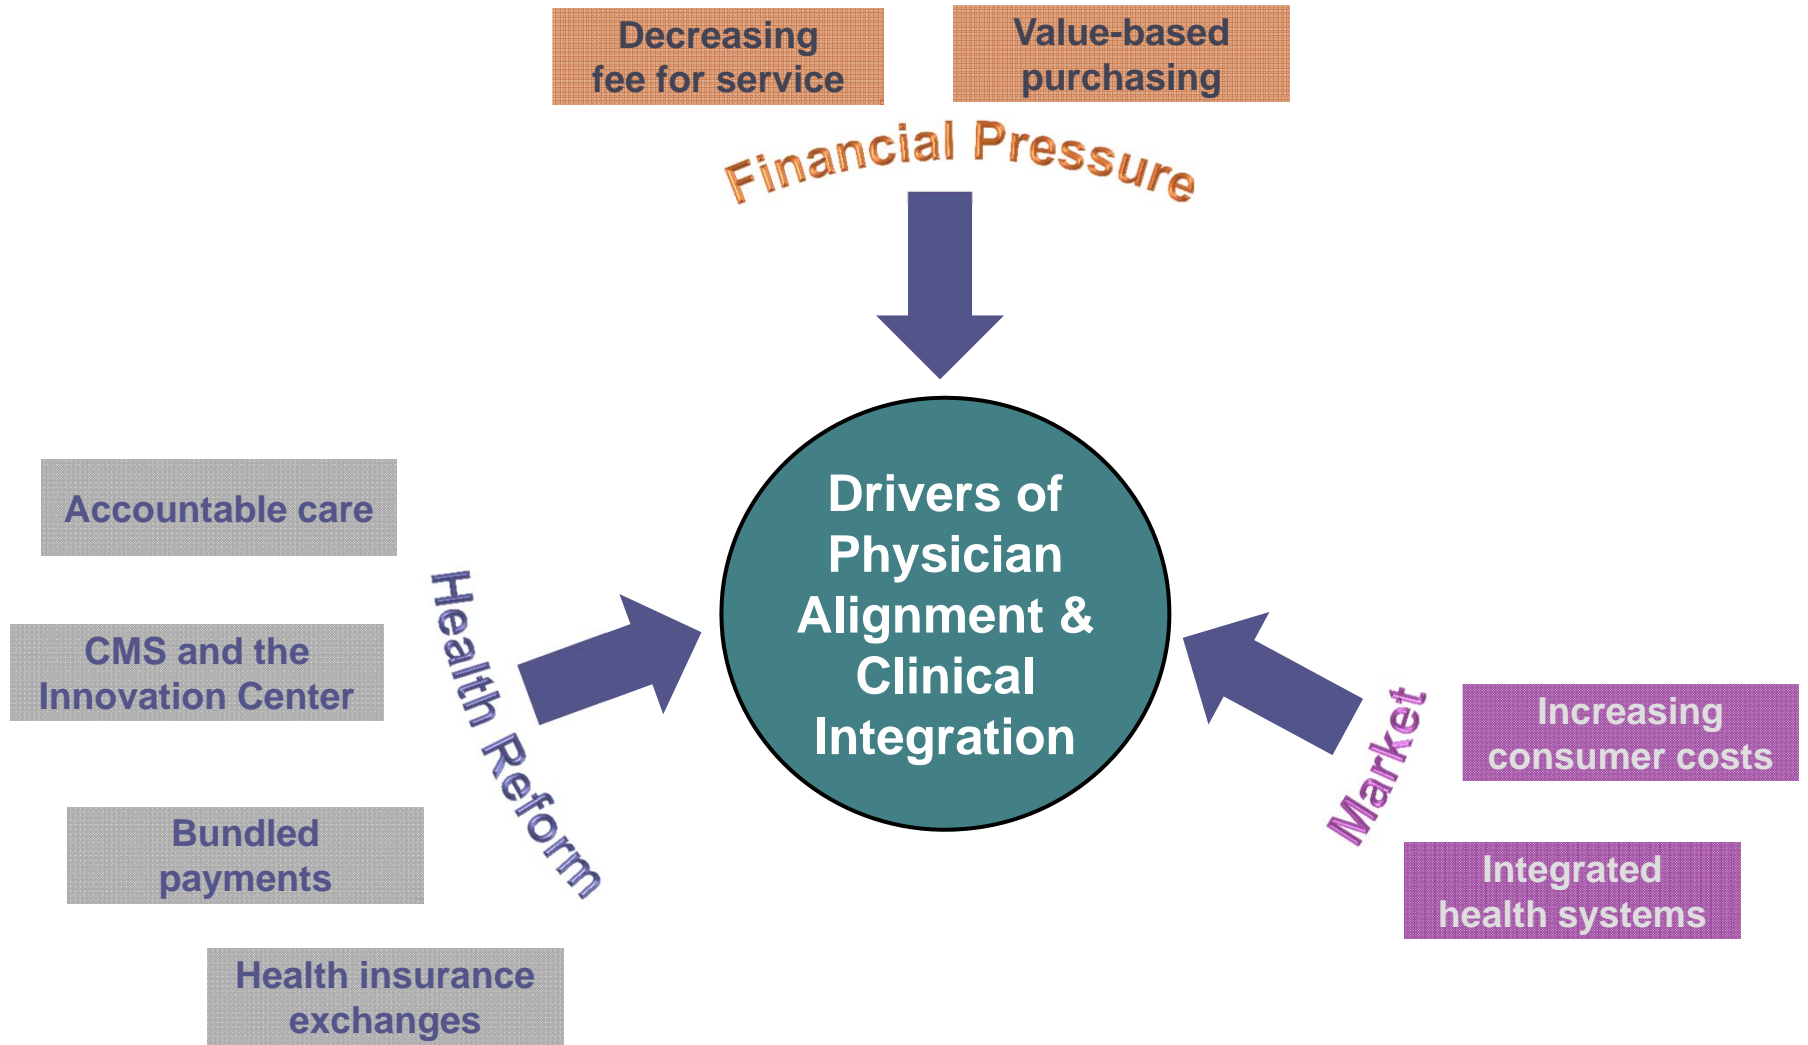 Decreasing
fee for service
Value-based
purchasing
Financial Pressure
Drivers of
Physician
Alignment &
Clinical
Integration
Accountable care
CMS and the
Innovation Center
Bundled
payments
Health insurance
exchanges
Health Reform
Market
Increasing
consumer costs
Integrated
health systems